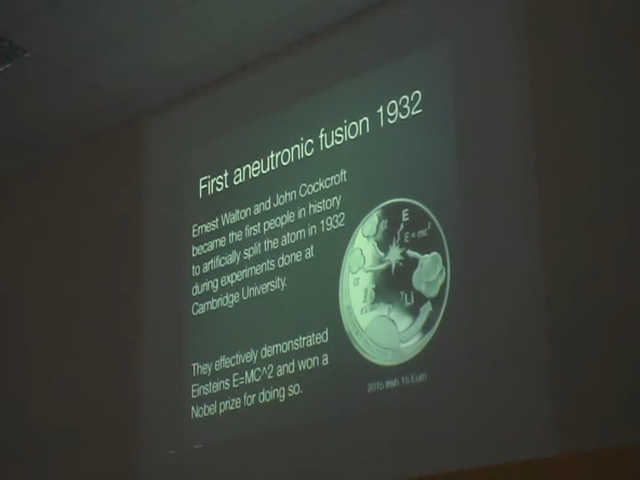 First aneutronic fusion 1932
Ernest Walton and John Cockcroft
became the first people in history
to artificially split the atom in 1932
during experiments done at
Cambridge University.
They effectively demonstrated
Einsteins E=MC^2 and won a
Nobel prize for doing so.
α
E
E=mc²
α
Li
2015 Irish 15 Euro